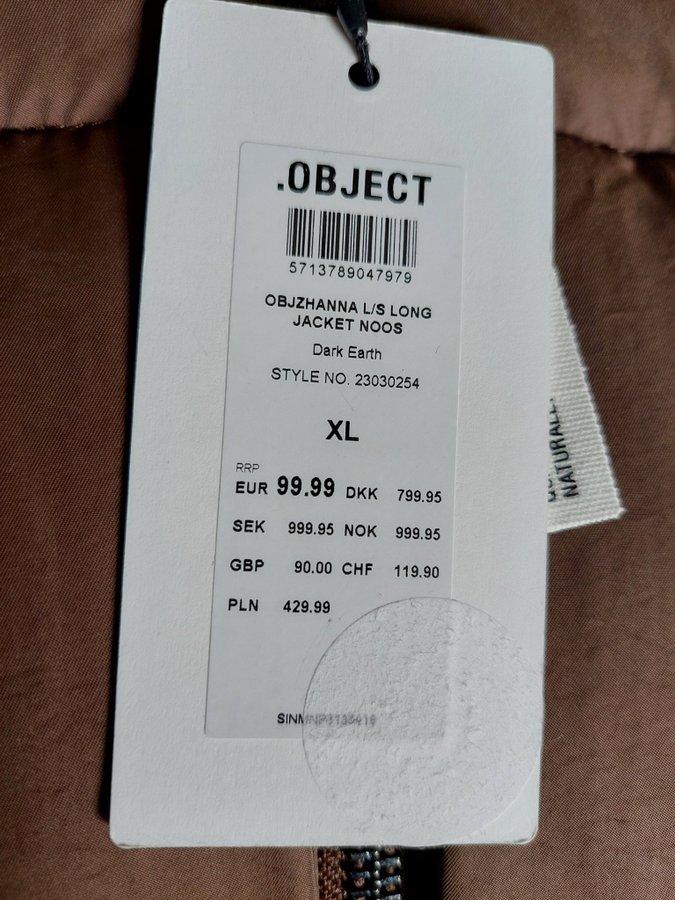 .OBJECT
5713789047979
OBJZHANNA L/S LONG
JACKET NOOS
Dark Earth
STYLE NO. 23030254
XL
RRP
EUR 99.99 DKK 799.95
SEK 999.95 NOK 999.95
GBP 90.00 CHF 119.90
PLN 429.99